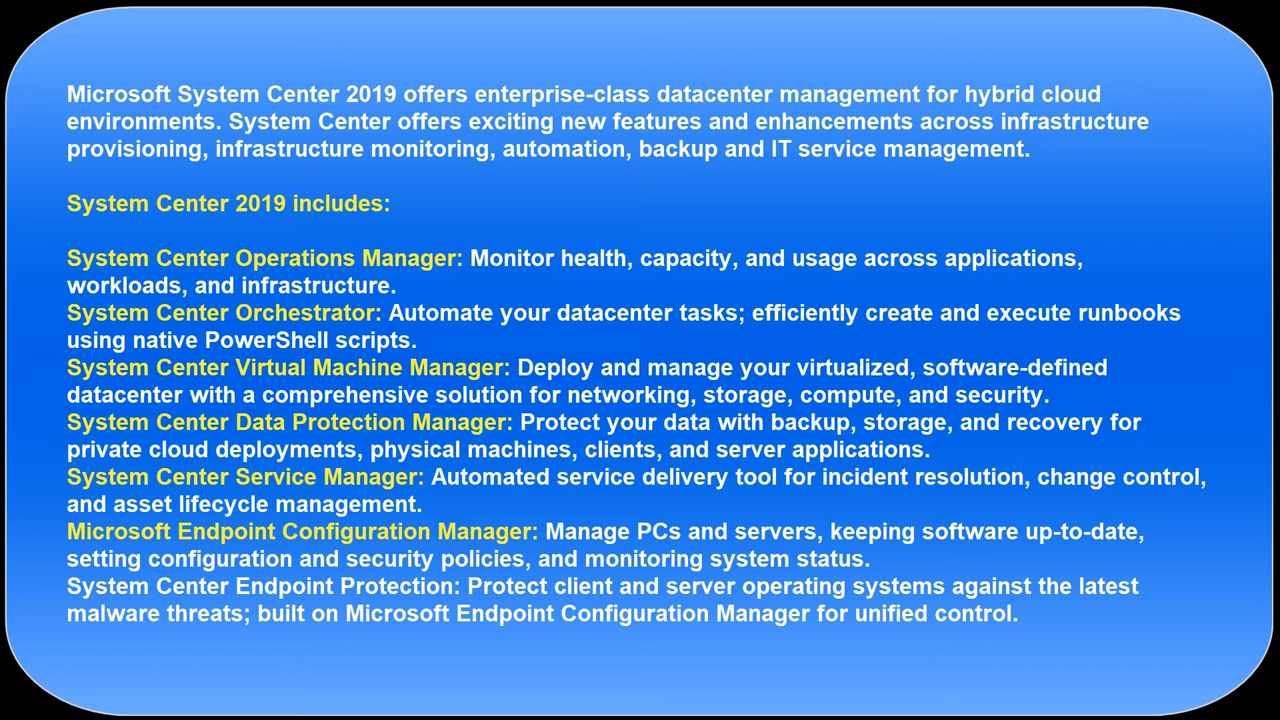 Microsoft System Center 2019 offers enterprise-class datacenter management for hybrid cloud
environments. System Center offers exciting new features and enhancements across infrastructure
provisioning, infrastructure monitoring, automation, backup and IT service management.
System Center 2019 includes:
System Center Operations Manager: Monitor health, capacity, and usage across applications,
workloads, and infrastructure.
System Center Orchestrator: Automate your datacenter tasks; efficiently create and execute runbooks
using native PowerShell scripts.
System Center Virtual Machine Manager: Deploy and manage your virtualized, software-defined
datacenter with a comprehensive solution for networking, storage, compute, and security.
System Center Data Protection Manager: Protect your data with backup, storage, and recovery for
private cloud deployments, physical machines, clients, and server applications.
System Center Service Manager: Automated service delivery tool for incident resolution, change control,
and asset lifecycle management.
Microsoft Endpoint Configuration Manager: Manage PCs and servers, keeping software up-to-date,
setting configuration and security policies, and monitoring system status.
System Center Endpoint Protection: Protect client and server operating systems against the latest
malware threats; built on Microsoft Endpoint Configuration Manager for unified control.